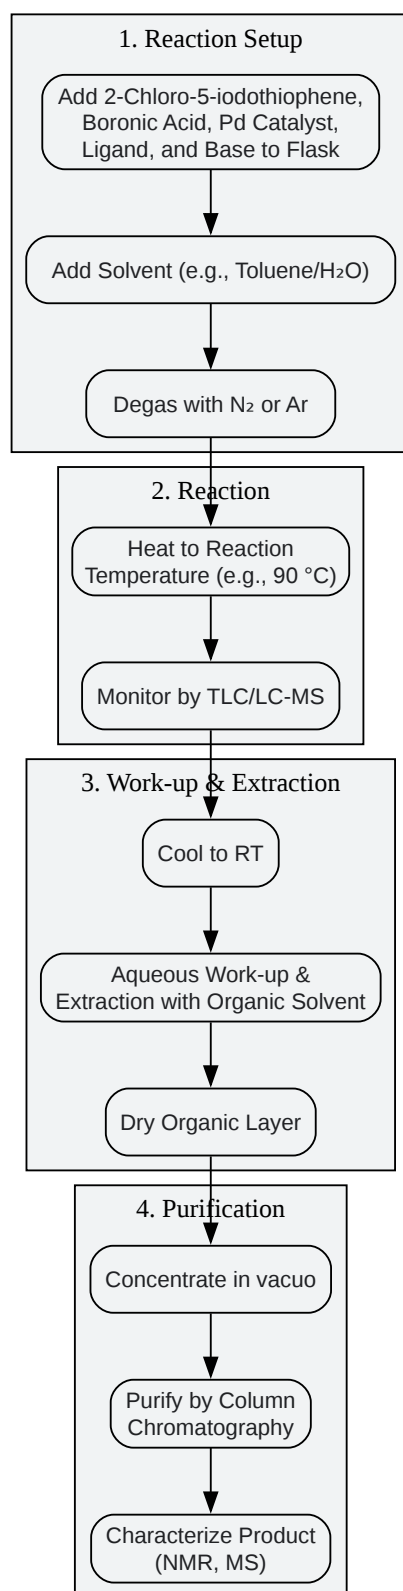 1. Reaction Setup
Add 2-Chloro-5-iodothiophene,
Boronic Acid, Pd Catalyst,
Ligand, and Base to Flask
Add Solvent (e.g., Toluene/H₂O)
Degas with N₂ or Ar
2. Reaction
Heat to Reaction
Temperature (e.g., 90 °C)
Monitor by TLC/LC-MS
3. Work-up & Extraction
Cool to RT
Aqueous Work-up &
Extraction with Organic Solvent
Dry Organic Layer
4. Purification
Concentrate in vacuo
Purify by Column
Chromatography
Characterize Product
(NMR, MS)